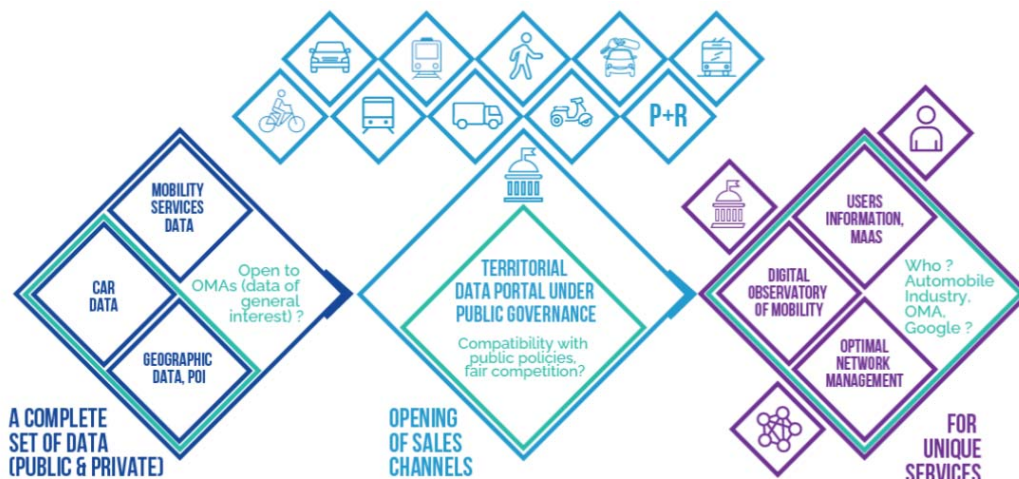 P+R
MOBILITY
SERVICES
DATA
CAR
DATA
GEOGRAPHIC
DATA, POI
Open to
OMAs (data of
general
interest) ?
A COMPLETE
SET OF DATA
(PUBLIC & PRIVATE)
TERRITORIAL
DATA PORTAL UNDER
PUBLIC GOVERNANCE
Compatibility with
public policies,
fair competition?
OPENING
OF SALES
CHANNELS
USERS
INFORMATION,
MAAS
DIGITAL
OBSERVATORY
OF MOBILITY
OPTIMAL
NETWORK
MANAGEMENT
Who ?
Automobile
Industry,
OMA,
Google ?
FOR
UNIQUE
SERVICES